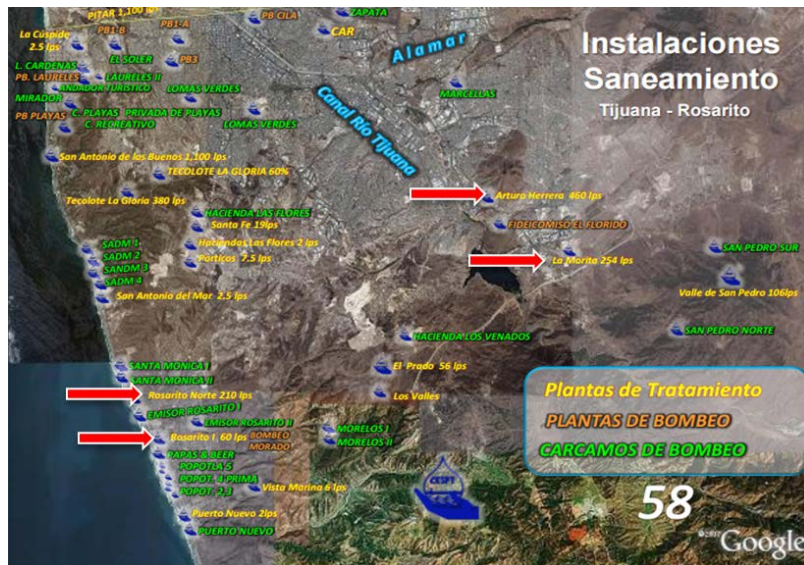 Instalaciones
Saneamiento
Tijuana - Rosarito
PITAR 1,100 lps
PB CILA
ZAPATA
La Cúspide
2.5 lps
PB1-B
PB1-A
CAR
Alamar
EL SOLER
PB3
L. CARDENAS
PB. LAURELES
LAURELES II
ANDADOR TURISTICO
LOMAS VERDES
MARCELLAS
MIRADOR
C. PLAYAS
PRIVADA DE PLAYAS
LOMAS VERDES
PB PLAYAS
C. RECREATIVO
Canal Río Tijuana
San Antonio de los Buenos 1,100 lps
TECOLOTE LA GLORIA 60%
Tecolote La Gloria 380 lps
Arturo Herrera 460 lps
HACIENDA LAS FLORES
Santa Fe 19lps
FIDEICOMISO EL FLORIDO
SADM 1
Haciendas Las Flores 2 lps
SADM 2
Porticos 7.5 lps
La Morita 254 lps
SAN PEDRO SUR
SANDM 3
SADM 4
San Antonio del Mar 2.5 lps
Valle de San Pedro 106lps
HACIENDA LOS VENADOS
SAN PEDRO NORTE
SANTA MONICA I
El Prado 56 lps
SANTA MONICA II
Rosarito Norte 210 lps
Los Valles
Plantas de Tratamiento
EMISOR ROSARITO I
EMISOR ROSARITO II
PLANTAS DE BOMBEO
Rosarito I. 60 lps
BOMBEO
MORADO
MORELOS I
MORELOS II
CARCAMOS DE BOMBEO
PAPAS & BEER
POPOTLA 5
POPOT. 4 PRIMA
POPOT. 2,3
Vista Marina 6 lps
CESPT
58
Puerto Nuevo 2lps
PUERTO NUEVO
Google